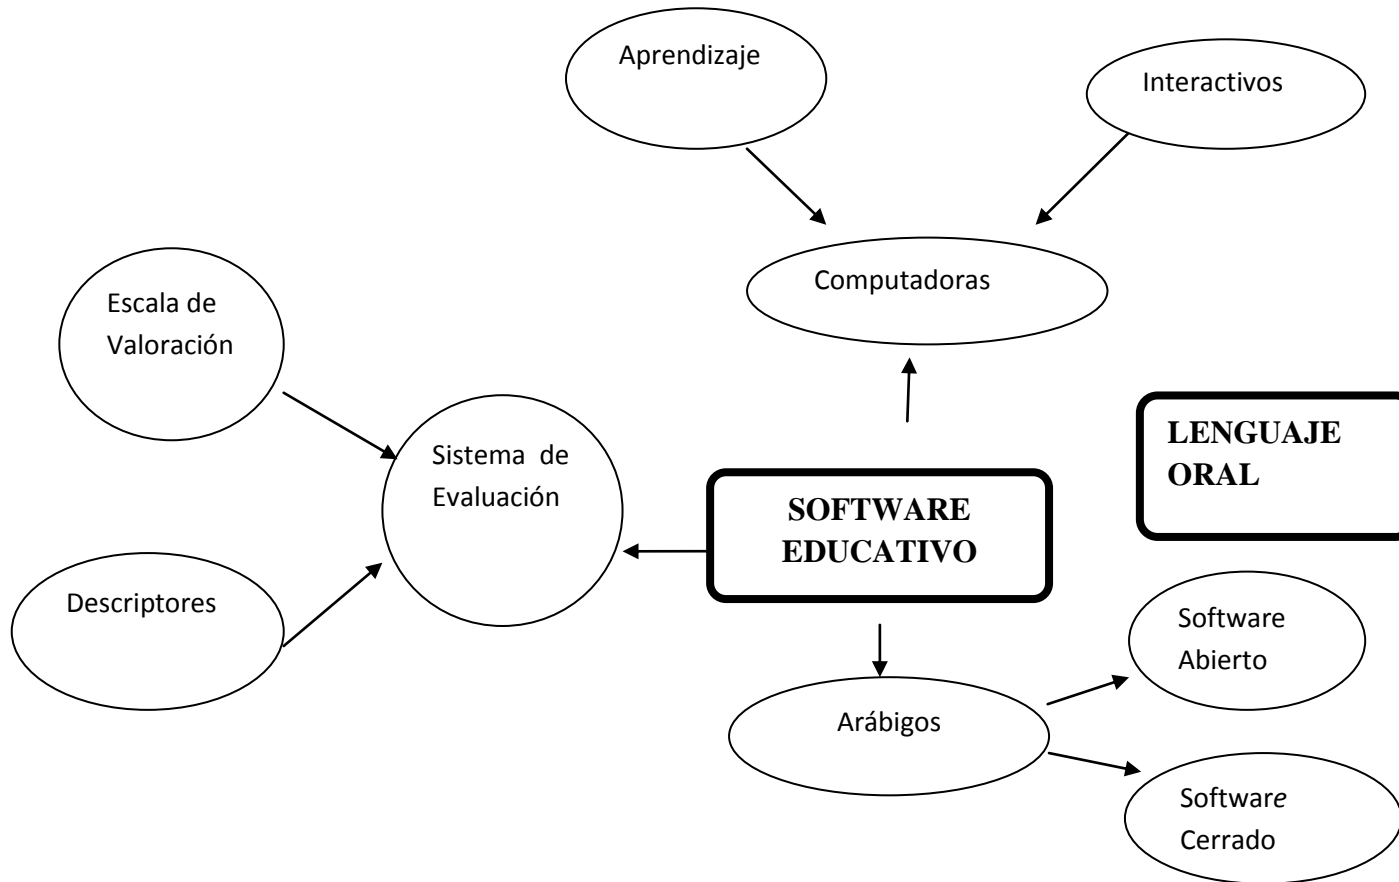 Aprendizaje
Interactivos
Computadoras
Escala de
Valoración
Sistema de
Evaluación
LENGUAJE
ORAL
SOFTWARE
EDUCATIVO
Descriptores
Software
Abierto
Arábigos
Software
Cerrado